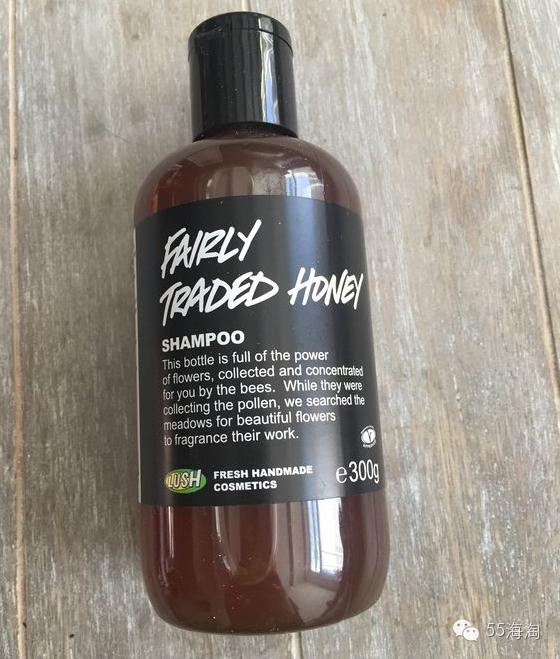 FAIRLY
TRADED HONEY
SHAMPOO
This bottle is full of the power
of flowers, collected and concentrated
for you by the bees. While they were
collecting the pollen, we searched the
meadows for beautiful flowers
to fragrance their work.
LUSH
FRESH HANDMADE
COSMETICS
℮300g
55海淘